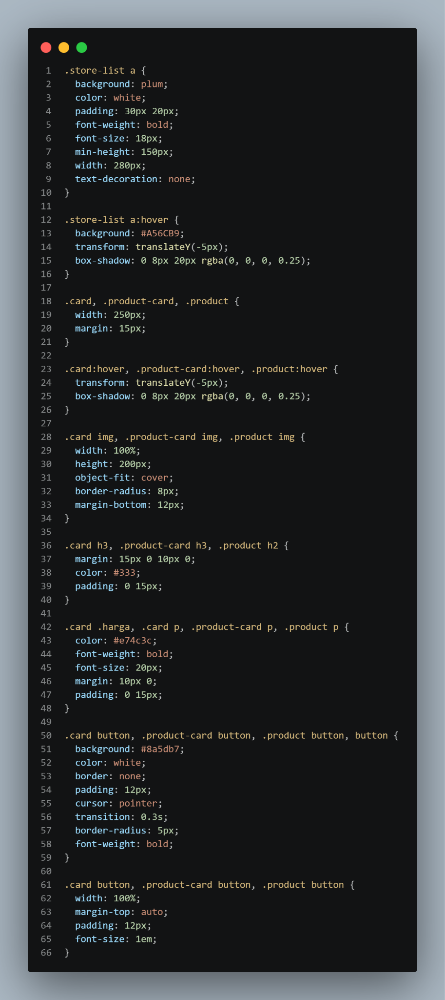 1 .store-list a {
2   background: plum;
3   color: white;
4   padding: 30px 20px;
5   font-weight: bold;
6   font-size: 18px;
7   min-height: 150px;
8   width: 280px;
9   text-decoration: none;
10 }
11
12 .store-list a:hover {
13   background: #A56CB9;
14   transform: translateY(-5px);
15   box-shadow: 0 8px 20px rgba(0, 0, 0, 0.25);
16 }
17
18 .card, .product-card, .product {
19   width: 250px;
20   margin: 15px;
21 }
22
23 .card:hover, .product-card:hover, .product:hover {
24   transform: translateY(-5px);
25   box-shadow: 0 8px 20px rgba(0, 0, 0, 0.25);
26 }
27
28 .card img, .product-card img, .product img {
29   width: 100%;
30   height: 200px;
31   object-fit: cover;
32   border-radius: 8px;
33   margin-bottom: 12px;
34 }
35
36 .card h3, .product-card h3, .product h2 {
37   margin: 15px 0 10px 0;
38   color: #333;
39   padding: 0 15px;
40 }
41
42 .card .harga, .card p, .product-card p, .product p {
43   color: #e74c3c;
44   font-weight: bold;
45   font-size: 20px;
46   margin: 10px 0;
47   padding: 0 15px;
48 }
49
50 .card button, .product-card button, .product button, button {
51   background: #8a5db7;
52   color: white;
53   border: none;
54   padding: 12px;
55   cursor: pointer;
56   transition: 0.3s;
57   border-radius: 5px;
58   font-weight: bold;
59 }
60
61 .card button, .product-card button, .product button {
62   width: 100%;
63   margin-top: auto;
64   padding: 12px;
65   font-size: 1em;
66 }